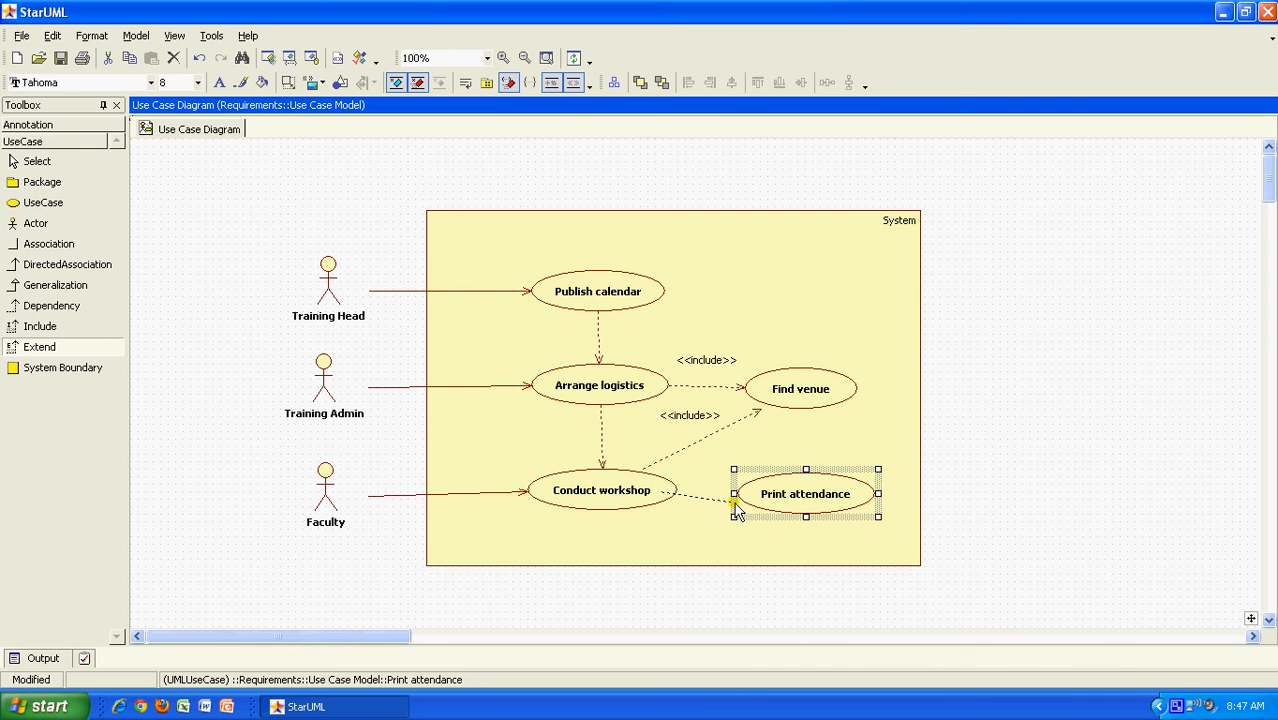 StarUML
File Edit Format Model View Tools Help
100%
Tahoma 8
Toolbox
Use Case Diagram (Requirements::Use Case Model)
Annotation
UseCase
Use Case Diagram
Select
Package
UseCase
Actor
Association
DirectedAssociation
Generalization
Dependency
Include
Extend
System Boundary
System
Training Head
Publish calendar
<<include>>
Training Admin
Arrange logistics
Find venue
<<include>>
Faculty
Conduct workshop
Print attendance
Output
Modified
(UMLUseCase) ::Requirements::Use Case Model::Print attendance
start
StarUML
8:47 AM